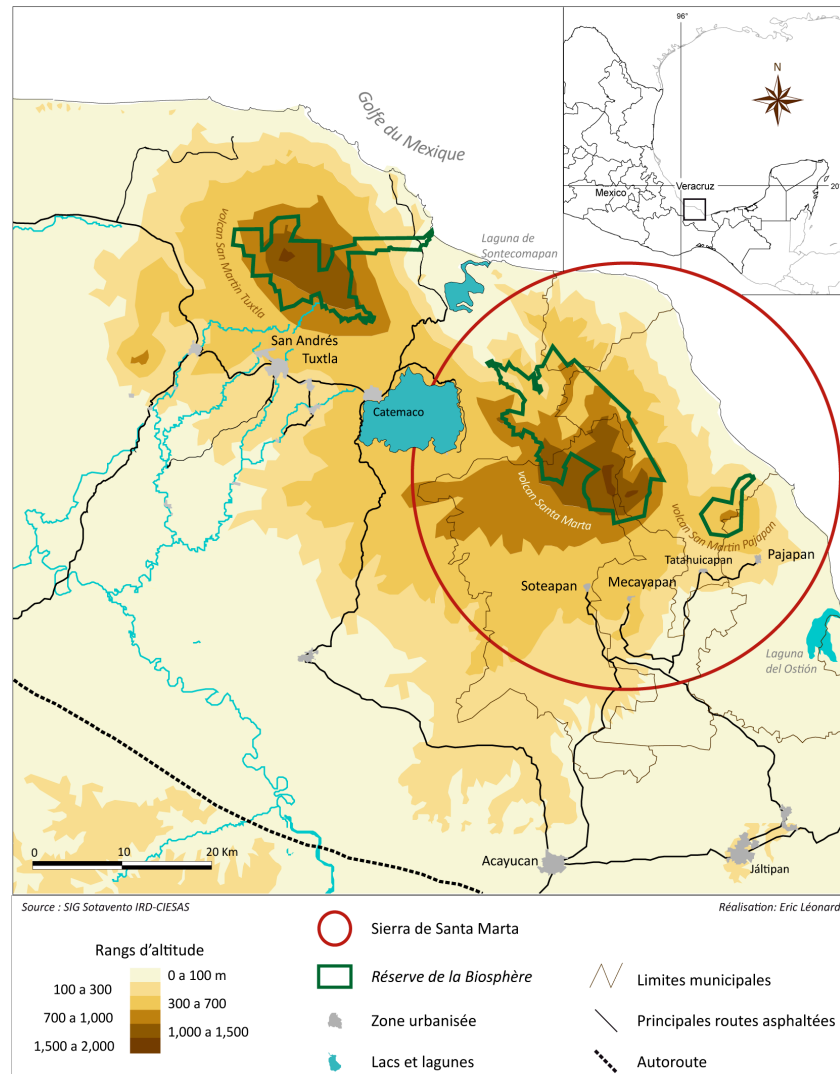 96°
N
20°
Mexico
Veracruz
Golfe du Mexique
Laguna de
Sontecomapan
volcan San Martin Tuxtla
San Andrés
Tuxtla
Catemaco
volcan Santa Marta
volcan San Martin Pajapan
Tatahuicapan
Pajapan
Soteapan
Mecayapan
Laguna
del Ostión
0 10 20 Km
Acayucan
Jáltipan
Source : SIG Sotavento IRD-CIESAS
Réalisation: Eric Léonard
Rangs d'altitude
0 a 100 m
100 a 300
300 a 700
700 a 1,000
1,000 a 1,500
1,500 a 2,000
Sierra de Santa Marta
Réserve de la Biosphère
Zone urbanisée
Lacs et lagunes
Limites municipales
Principales routes asphaltées
Autoroute